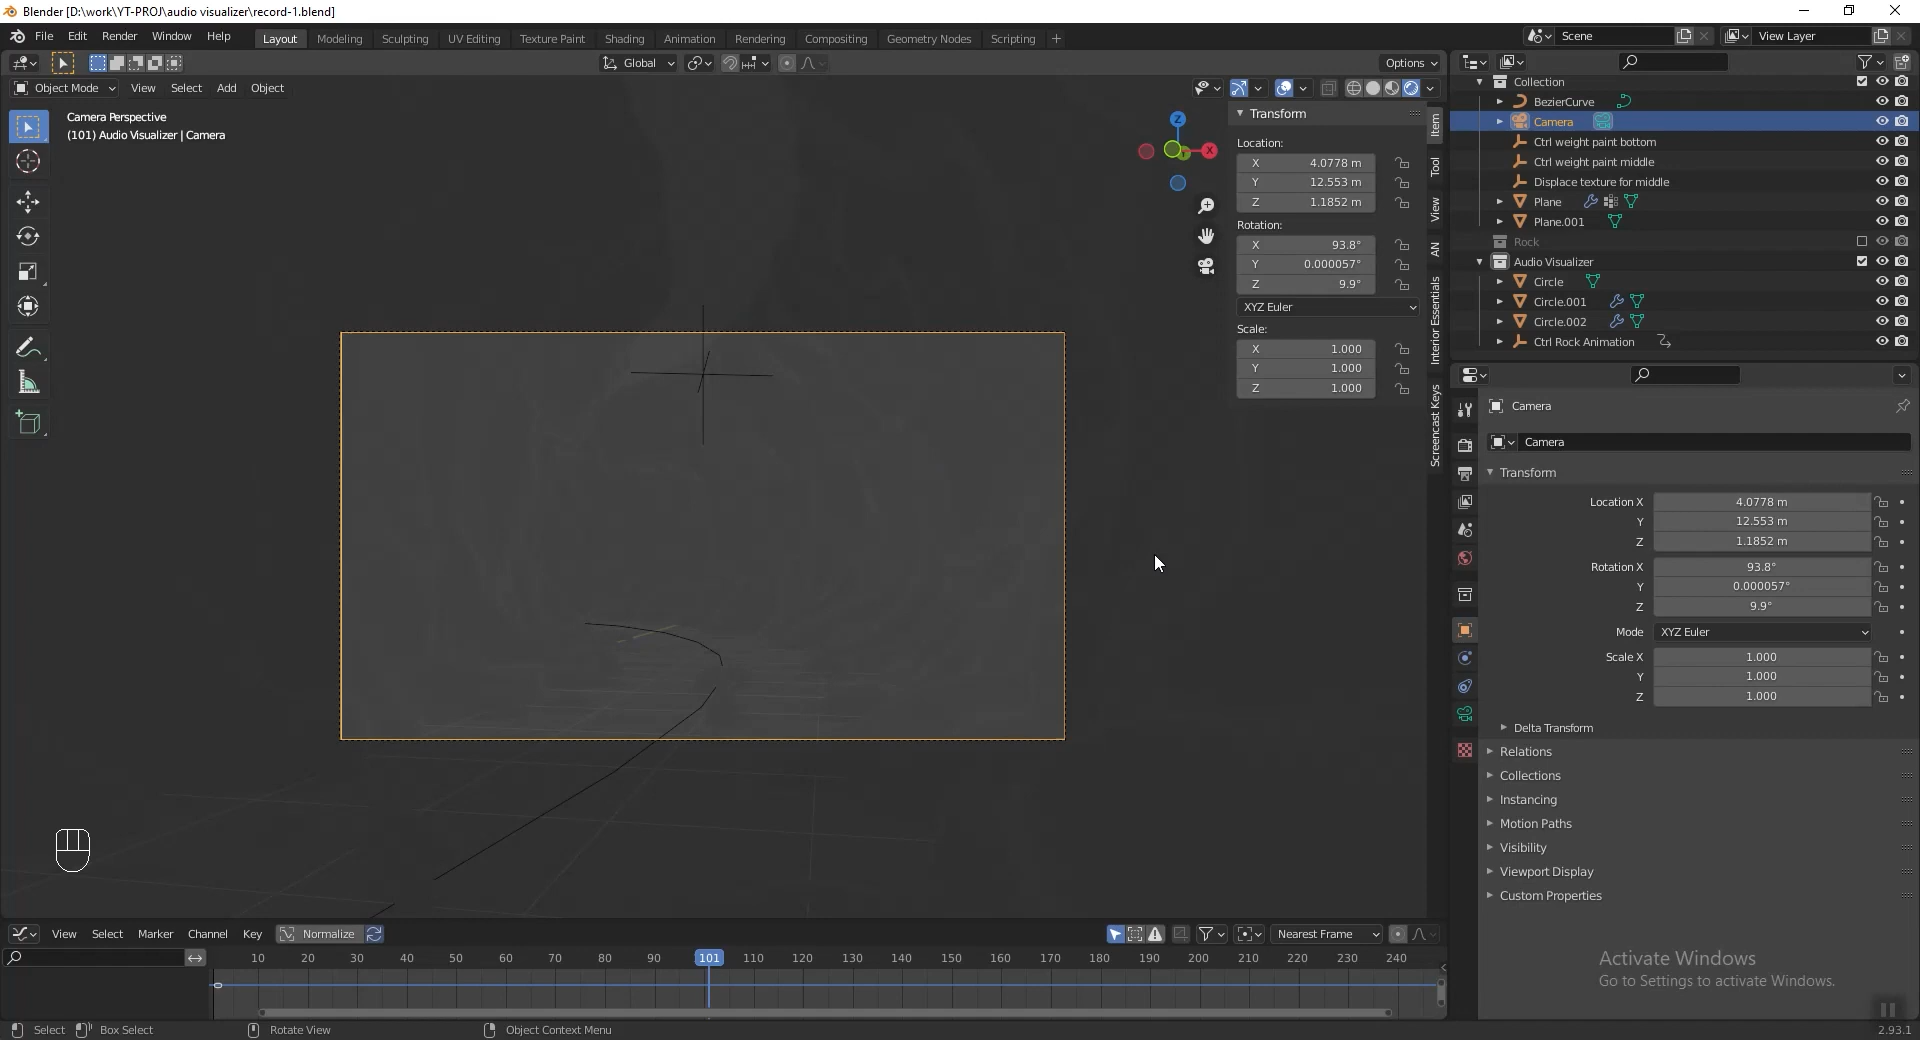 Blender [D:\work\YT-PROJ\audio visualizer\record-1.blend]
File Edit Render Window Help
Layout Modeling Sculpting UV Editing Texture Paint Shading Animation Rendering Compositing Geometry Nodes Scripting +
Scene
View Layer
Global
Options
Object Mode View Select Add Object
Camera Perspective
(101) Audio Visualizer | Camera
Z
X
Y
Transform
Location:
X 4.0778 m
Y 12.553 m
Z 1.1852 m
Rotation:
X 93.8°
Y 0.000057°
Z 9.9°
XYZ Euler
Scale:
X 1.000
Y 1.000
Z 1.000
Item
Tool
View
AN
Interior Essentials
Screencast Keys
Collection
BezierCurve
Camera
Ctrl weight paint bottom
Ctrl weight paint middle
Displace texture for middle
Plane
Plane.001
Rock
Audio Visualizer
Circle
Circle.001
Circle.002
Ctrl Rock Animation
Camera
Camera
Transform
Location X 4.0778 m
Y 12.553 m
Z 1.1852 m
Rotation X 93.8°
Y 0.000057°
Z 9.9°
Mode XYZ Euler
Scale X 1.000
Y 1.000
Z 1.000
Delta Transform
Relations
Collections
Instancing
Motion Paths
Visibility
Viewport Display
Custom Properties
Activate Windows
Go to Settings to activate Windows.
View Select Marker Channel Key Normalize
Nearest Frame
10 20 30 40 50 60 70 80 90 101 110 120 130 140 150 160 170 180 190 200 210 220 230 240
Select Box Select Rotate View Object Context Menu
2.93.1